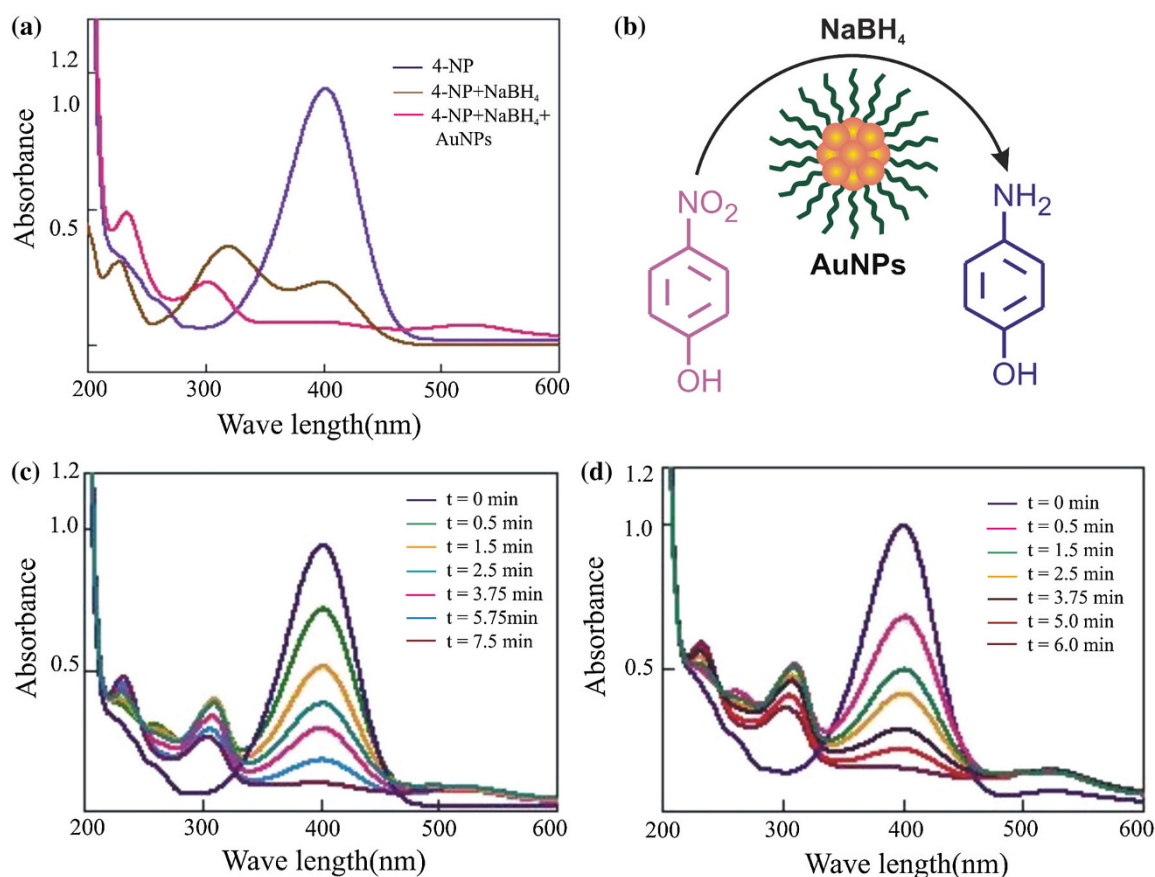 (a)
Absorbance
1.2
1.0
0.5
4-NP
4-NP+NaBH₄
4-NP+NaBH₄+
AuNPs
200 300 400 500 600
Wave length(nm)
(b)
NaBH₄
NO₂
NH₂
AuNPs
OH
OH
(c)
Absorbance
1.2
1.0
0.5
t = 0 min
t = 0.5 min
t = 1.5 min
t = 2.5 min
t = 3.75 min
t = 5.75min
t = 7.5 min
200 300 400 500 600
Wave length(nm)
(d)
Absorbance
1.2
1.0
0.5
t = 0 min
t = 0.5 min
t = 1.5 min
t = 2.5 min
t = 3.75 min
t = 5.0 min
t = 6.0 min
200 300 400 500 600
Wave length(nm)